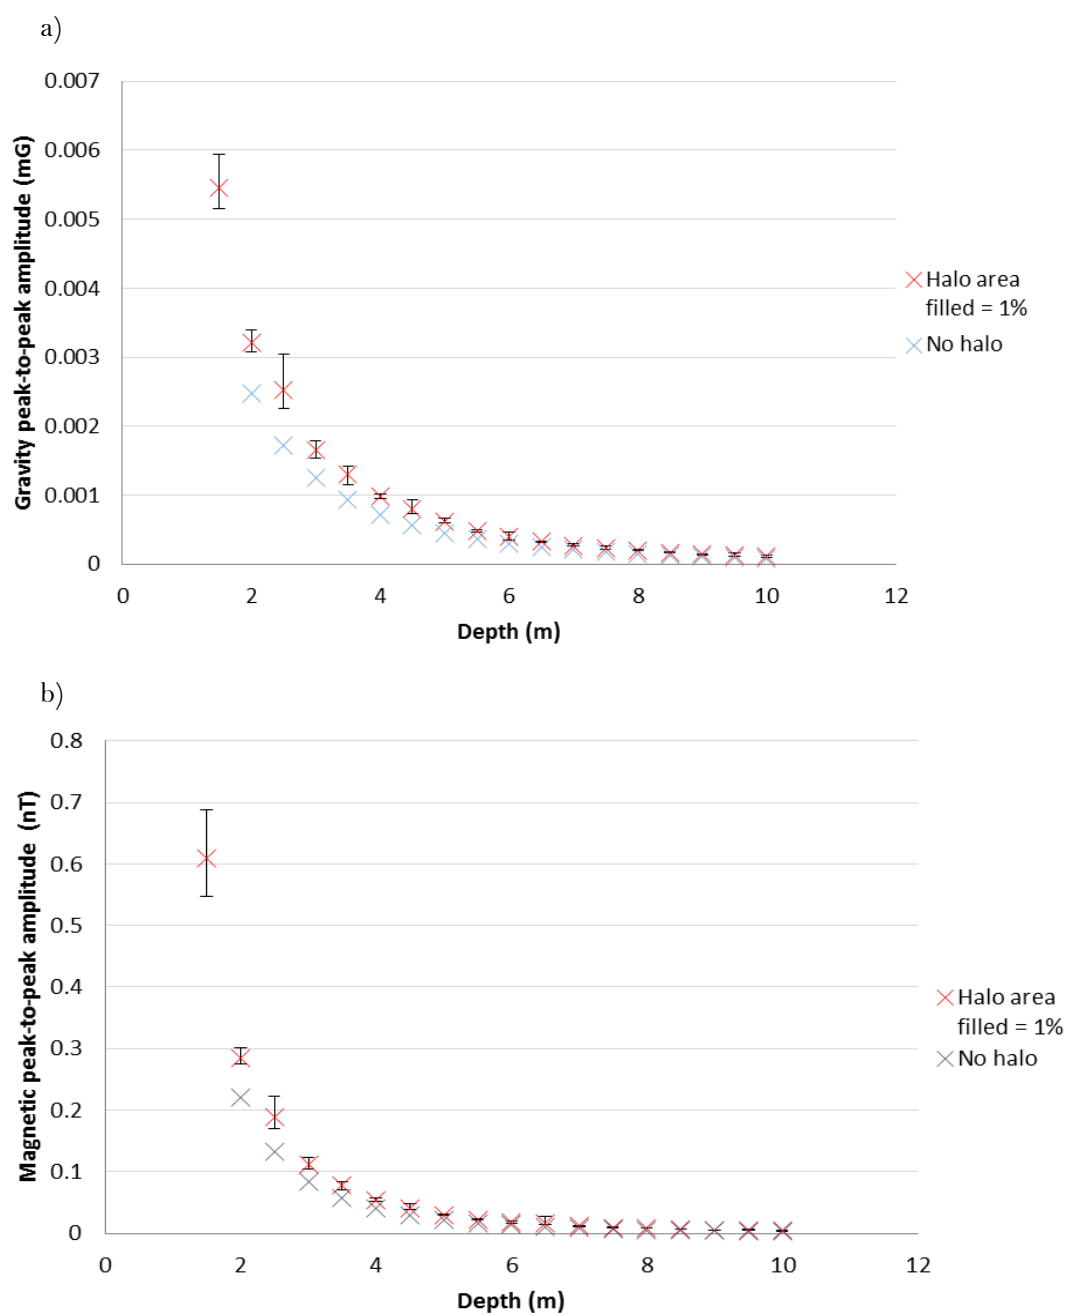 a)
0.007
0.006
0.005
0.004
0.003
0.002
0.001
0
Gravity peak-to-peak amplitude (mG)
0 2 4 6 8 10 12
Depth (m)
Halo area
filled = 1%
No halo
b)
0.8
0.7
0.6
0.5
0.4
0.3
0.2
0.1
0
Magnetic peak-to-peak amplitude (nT)
0 2 4 6 8 10 12
Depth (m)
Halo area
filled = 1%
No halo